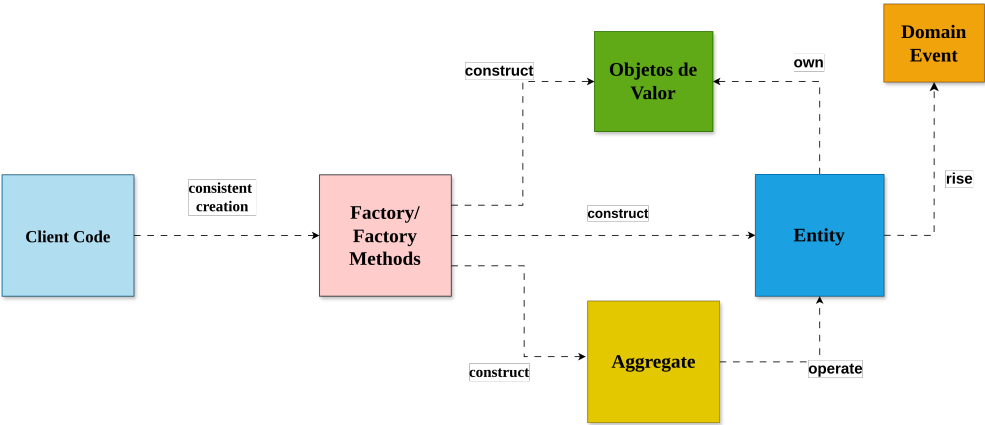 Domain
Event
construct
Objetos de
Valor
own
consistent
creation
rise
Client Code
Factory/
Factory
Methods
construct
Entity
construct
Aggregate
operate